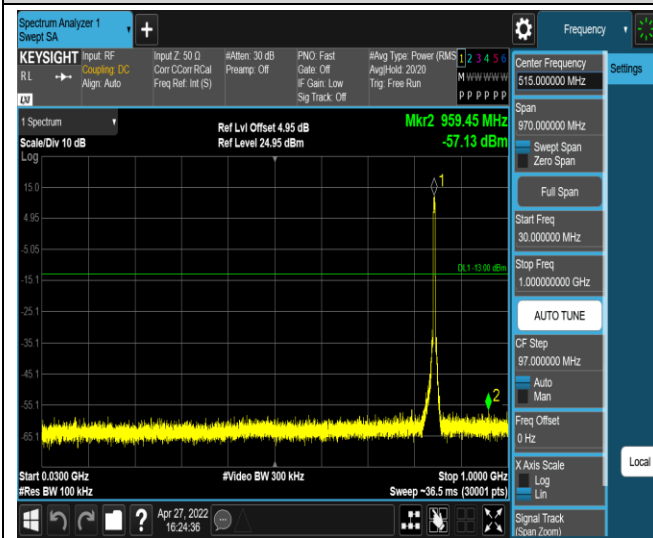 Spectrum Analyzer 1
Swept SA
Frequency
KEYSIGHT
RL
LXI
Input: RF
Coupling: DC
Align: Auto
Input Z: 50 Ω
Corr CCorr RCal
Freq Ref: Int (S)
#Atten: 30 dB
Preamp: Off
PNO: Fast
Gate: Off
IF Gain: Low
Sig Track: Off
#Avg Type: Power (RMS
Avg|Hold: 20/20
Trig: Free Run
1 2 3 4 5 6
M W W W W W
P P P P P P
1 Spectrum
Scale/Div 10 dB
Log
Ref Lvl Offset 4.95 dB
Ref Level 24.95 dBm
Mkr2 959.45 MHz
-57.13 dBm
15.0
4.95
-5.05
-15.1
-25.1
-35.1
-45.1
-55.1
-65.1
1
DL1 -13.00 dBm
2
Start 0.0300 GHz
#Res BW 100 kHz
#Video BW 300 kHz
Stop 1.0000 GHz
Sweep ~36.5 ms (30001 pts)
?
Apr 27, 2022
16:24:36
Center Frequency
515.000000 MHz
Settings
Span
970.000000 MHz
Swept Span
Zero Span
Full Span
Start Freq
30.000000 MHz
Stop Freq
1.000000000 GHz
AUTO TUNE
CF Step
97.000000 MHz
Auto
Man
Freq Offset
0 Hz
X Axis Scale
Log
Lin
Local
Signal Track
(Span Zoom)